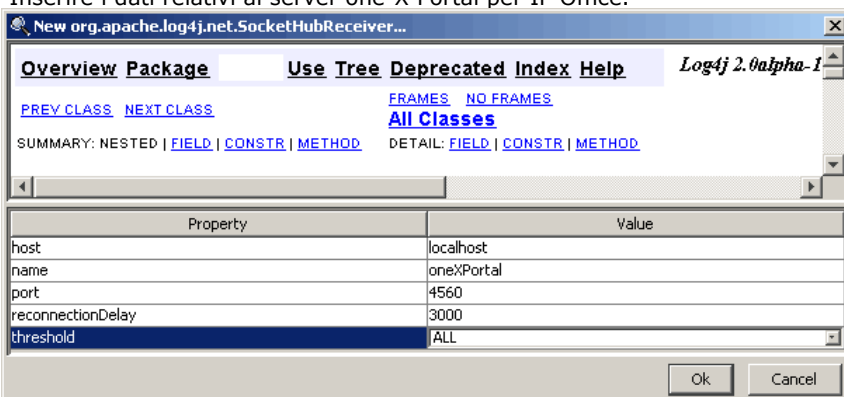 Inserire i dati relativi al server one-X Portal per IP Office.
New org.apache.log4j.net.SocketHubReceiver...
Overview Package Use Tree Deprecated Index Help
Log4j 2.0alpha-1
PREV CLASS NEXT CLASS
FRAMES NO FRAMES
All Classes
SUMMARY: NESTED | FIELD | CONSTR | METHOD
DETAIL: FIELD | CONSTR | METHOD
Property Value
host localhost
name oneXPortal
port 4560
reconnectionDelay 3000
threshold ALL
Ok Cancel